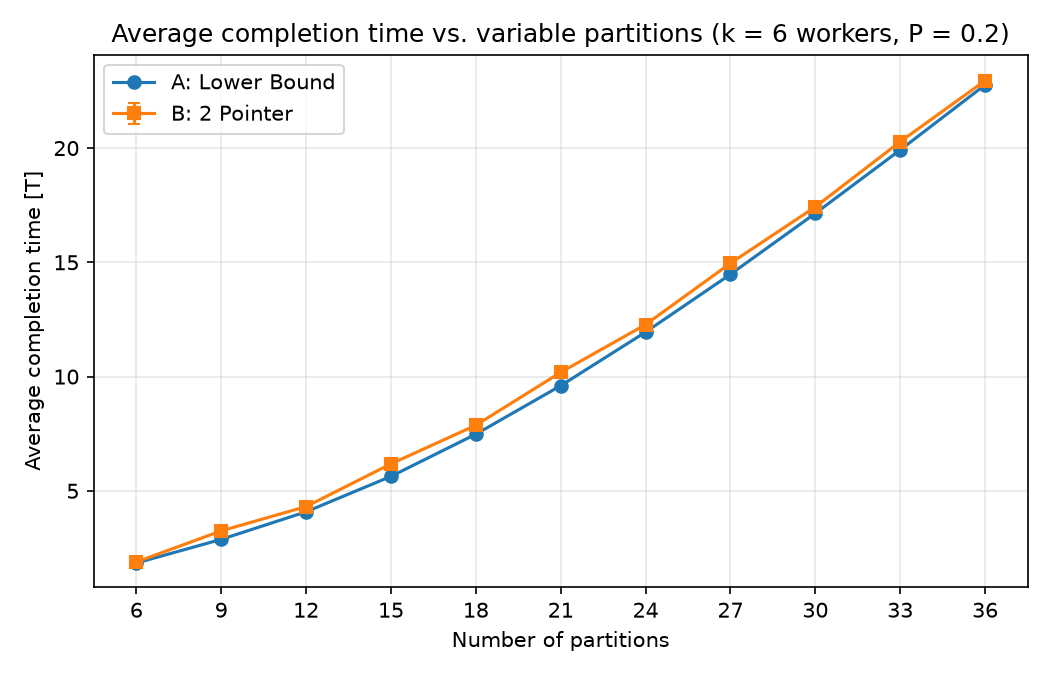 Average completion time vs. variable partitions (k = 6 workers, P = 0.2)
A: Lower Bound
B: 2 Pointer
Average completion time [T]
20
15
10
5
6 9 12 15 18 21 24 27 30 33 36
Number of partitions